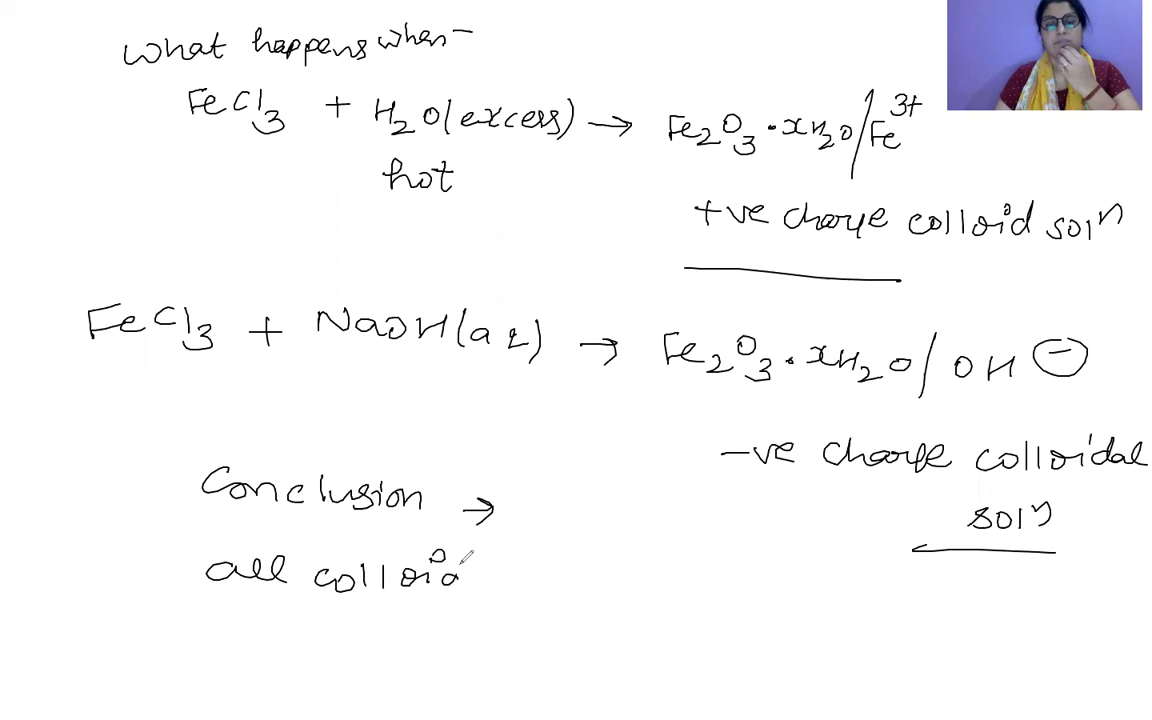 What happens when-
FeCl3 + H2O(excess) → Fe2O3·xH2O/Fe3+
hot
+ve charge colloid soln
FeCl3 + NaOH(aq) → Fe2O3·xH2O/OH⊖
-ve charge colloidal
soln
Conclusion →
all colloid